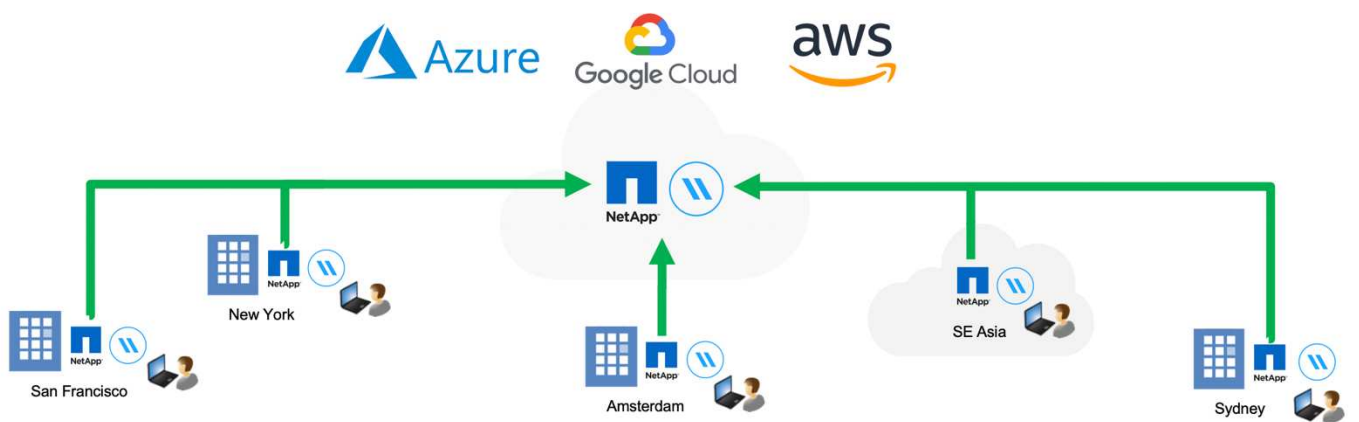 Azure
Google Cloud
aws
NetApp
NetApp
New York
NetApp
San Francisco
NetApp
Amsterdam
NetApp
SE Asia
NetApp
Sydney